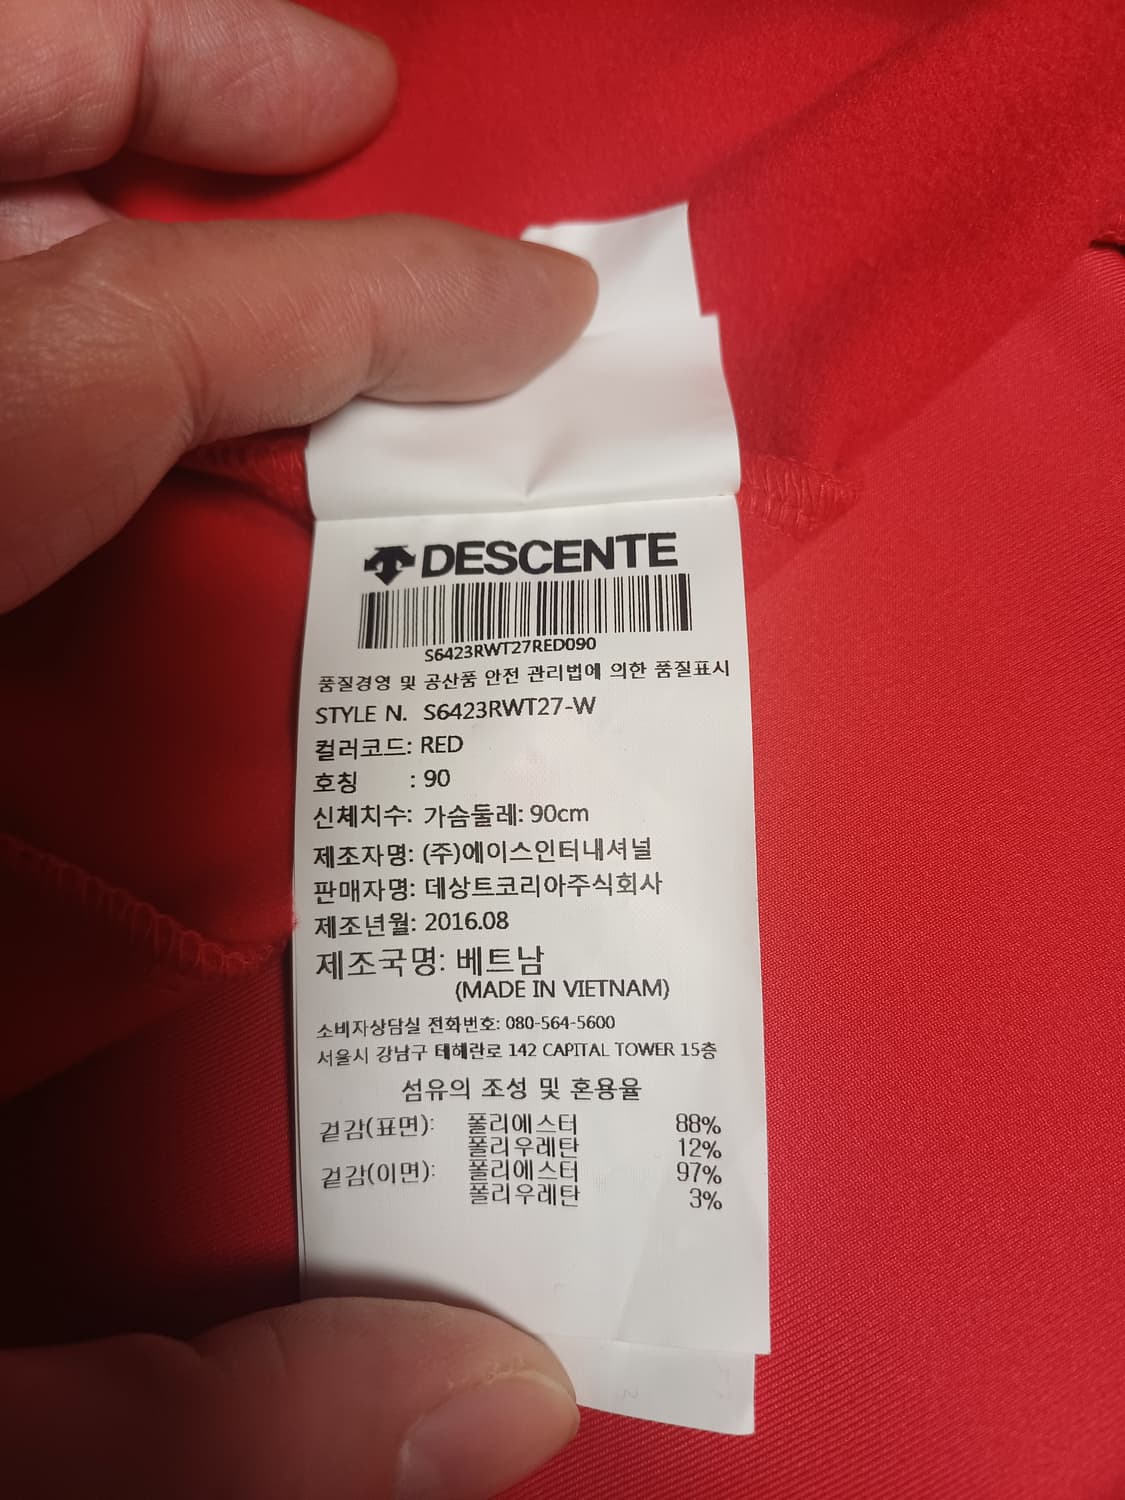 DESCENTE
S6423RWT27RED090
품질경영 및 공산품 안전 관리법에 의한 품질표시
STYLE N. S6423RWT27-W
컬러코드: RED
호칭 : 90
신체치수: 가슴둘레: 90cm
제조자명: (주)에이스인터내셔널
판매자명: 데상트코리아주식회사
제조년월: 2016.08
제조국명: 베트남
(MADE IN VIETNAM)
소비자상담실 전화번호: 080-564-5600
서울시 강남구 테헤란로 142 CAPITAL TOWER 15층
섬유의 조성 및 혼용율
겉감(표면): 폴리에스터 88%
폴리우레탄 12%
겉감(이면): 폴리에스터 97%
폴리우레탄 3%